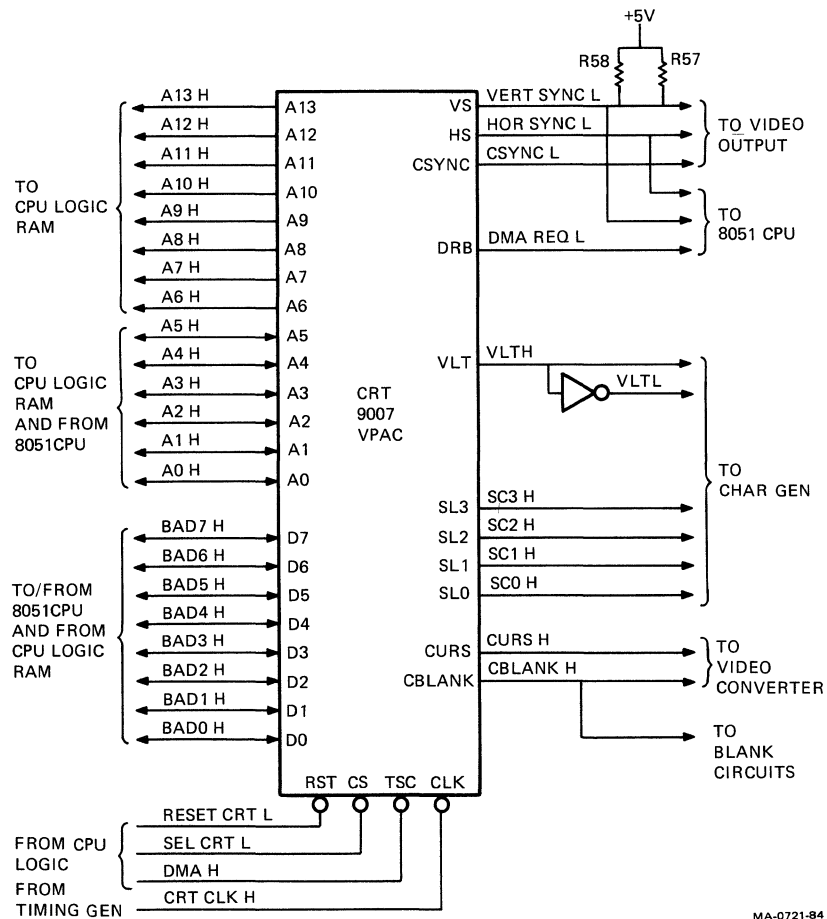 +5V
R58 R57
A13 H A13 VS VERT SYNC L
A12 H A12 HS HOR SYNC L
TO VIDEO
OUTPUT
A11 H A11 CSYNC CSYNC L
TO
CPU LOGIC
RAM
A10 H A10
A9 H A9
TO
8051 CPU
A8 H A8 DRB DMA REQ L
A7 H A7
A6 H A6
A5 H A5
TO
CPU LOGIC
RAM
AND FROM
8051CPU
A4 H A4 VLT VLTH
A3 H A3 VLTL
CRT
9007
VPAC
A2 H A2
A1 H A1
A0 H A0
TO
CHAR GEN
SL3 SC3 H
BAD7 H D7 SL2 SC2 H
BAD6 H D6 SL1 SC1 H
BAD5 H D5 SL0 SC0 H
TO/FROM
8051CPU
AND FROM
CPU LOGIC
RAM
BAD4 H D4
BAD3 H D3 CURS CURS H
BAD2 H D2 CBLANK CBLANK H
TO
VIDEO
CONVERTER
BAD1 H D1
BAD0 H D0
TO
BLANK
CIRCUITS
RST CS TSC CLK
RESET CRT L
FROM CPU
LOGIC
SEL CRT L
DMA H
FROM
TIMING GEN
CRT CLK H
MA-0721-84